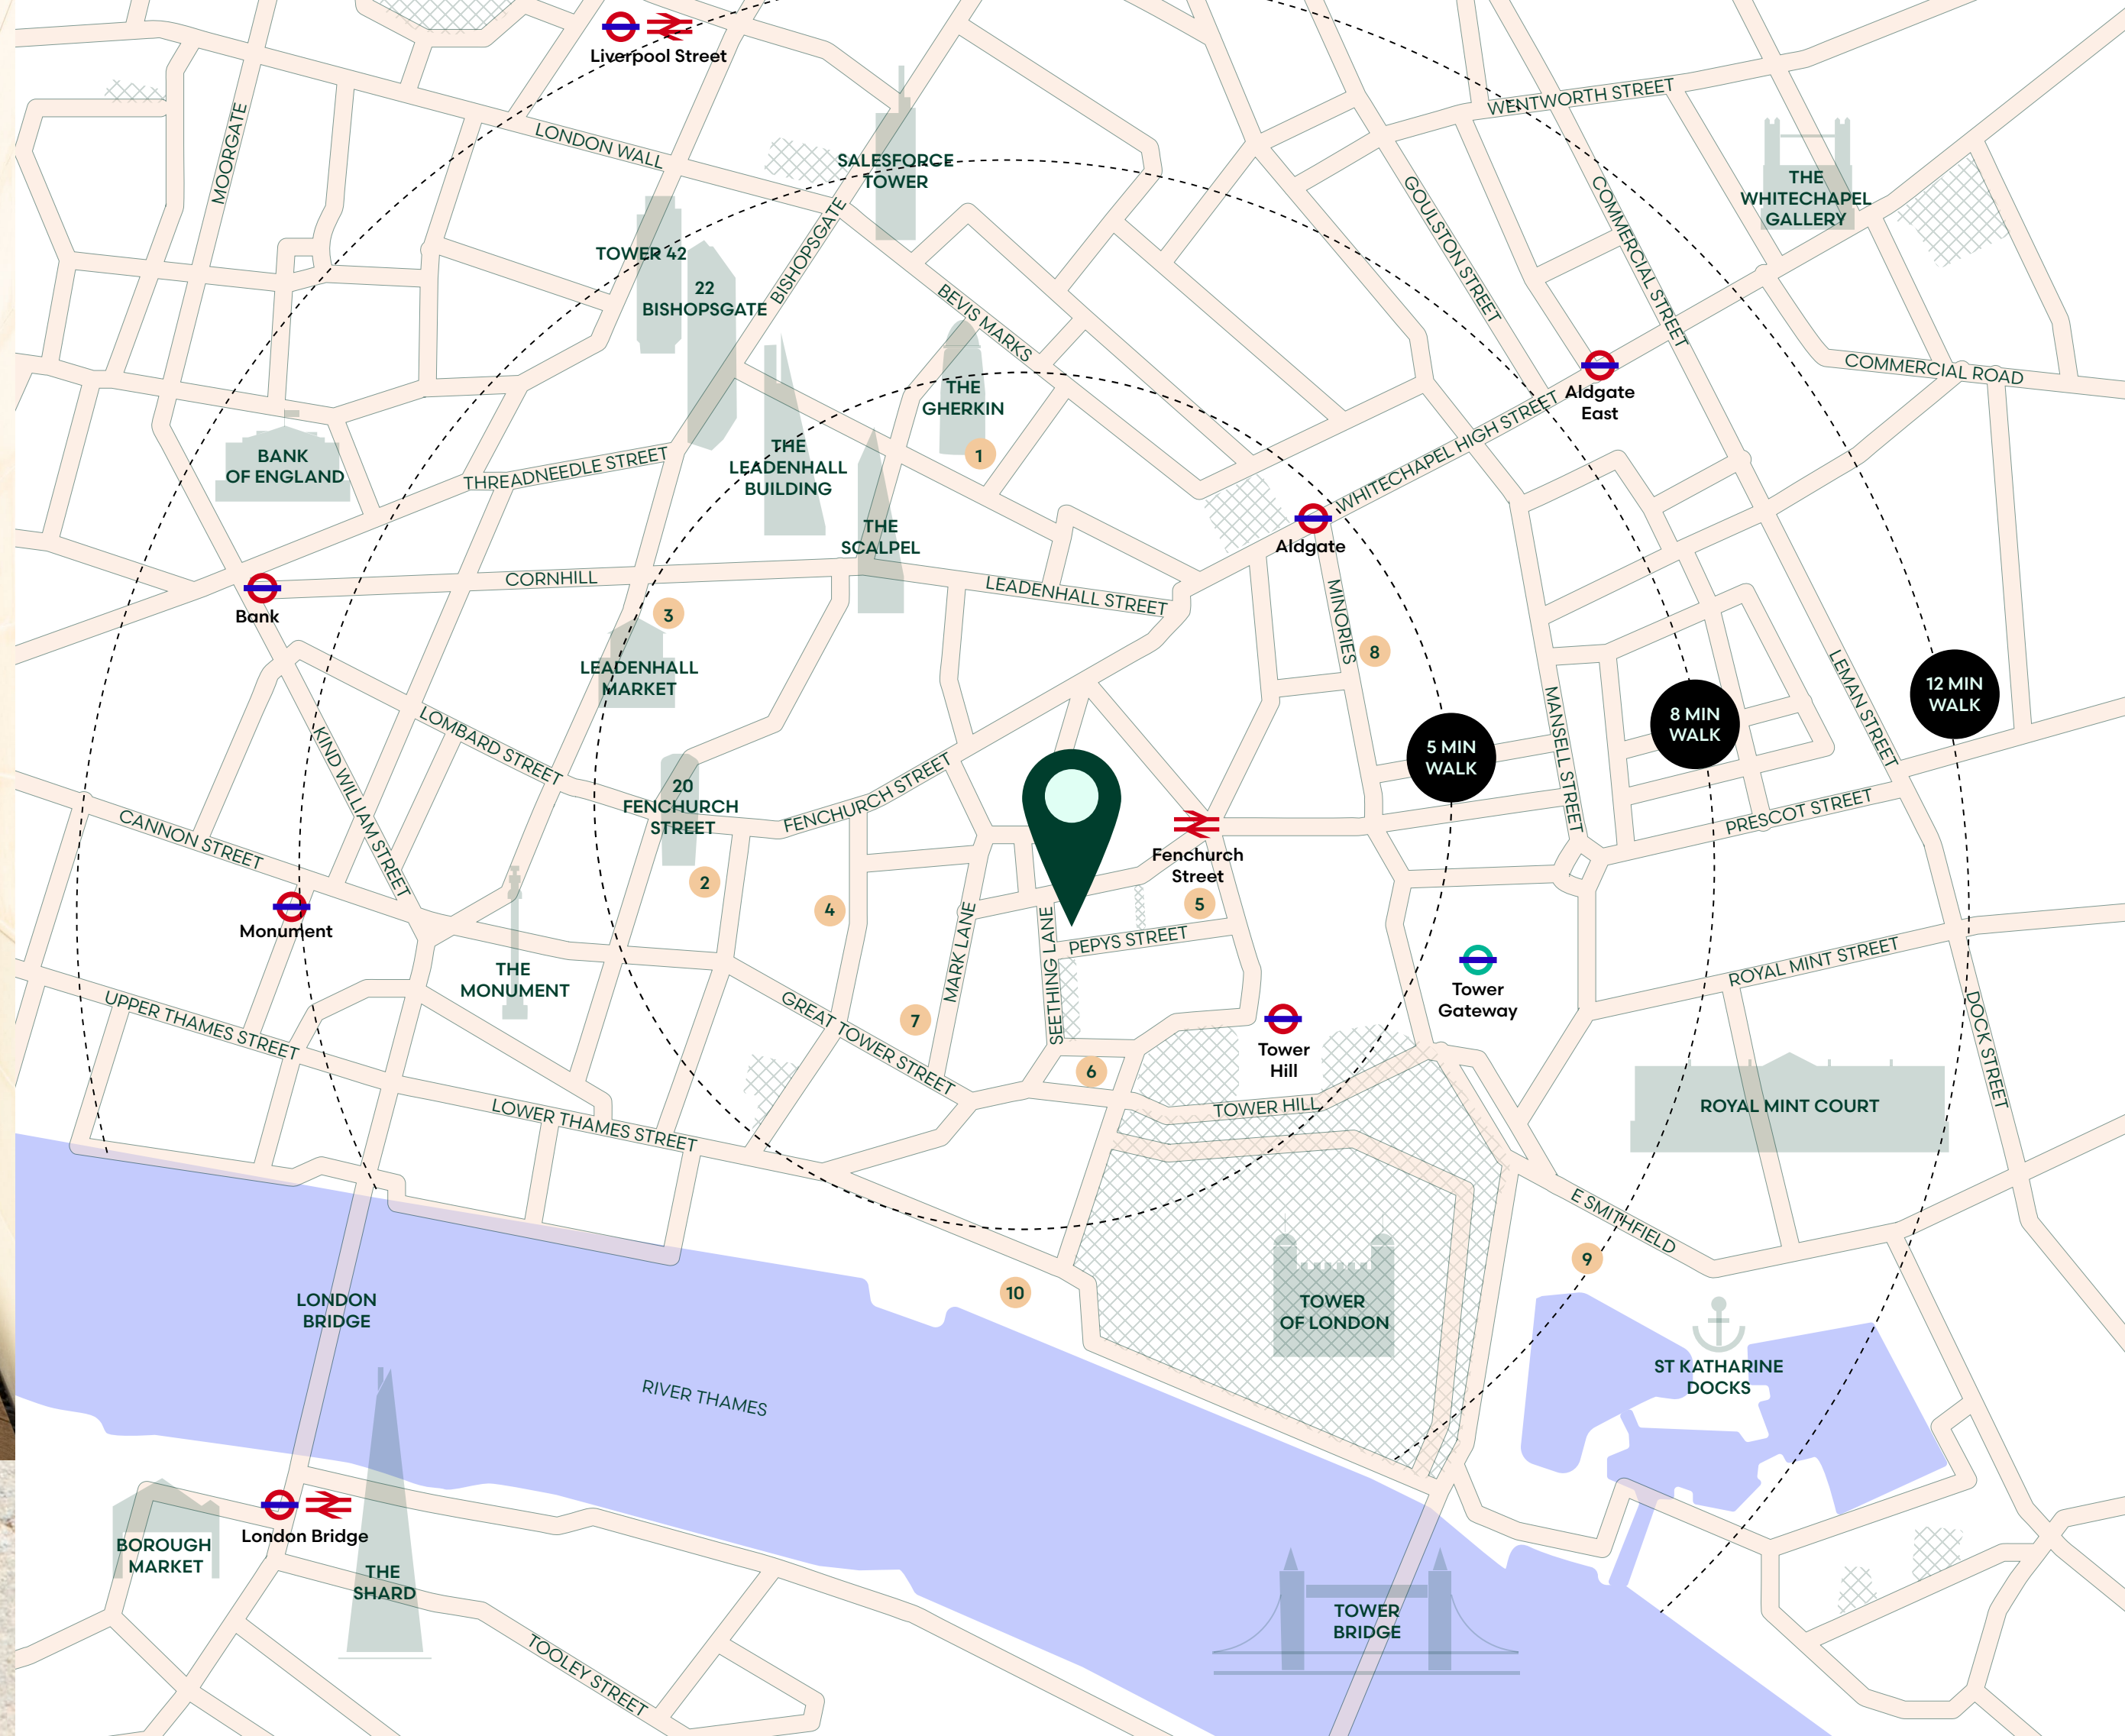 Liverpool Street
WENTWORTH STREET
MOORGATE
LONDON WALL
SALESFORCE
TOWER
THE
WHITECHAPEL
GALLERY
GOULSTON STREET
COMMERCIAL STREET
TOWER 42
BISHOPSGATE
22
BISHOPSGATE
BEVIS MARKS
COMMERCIAL ROAD
Aldgate
East
THE
GHERKIN
1
WHITECHAPEL HIGH STREET
BANK
OF ENGLAND
THREADNEEDLE STREET
THE
LEADENHALL
BUILDING
THE
SCALPEL
Aldgate
CORNHILL
LEADENHALL STREET
Bank
3
MINORIES
8
LEADENHALL
MARKET
MANSELL STREET
LEMAN STREET
12 MIN
WALK
8 MIN
WALK
5 MIN
WALK
LOMBARD STREET
KIND WILLIAM STREET
20
FENCHURCH
STREET
FENCHURCH STREET
PRESCOT STREET
CANNON STREET
Fenchurch
Street
2
4
5
Monument
MARK LANE
SEETHING LANE
PEPYS STREET
THE
MONUMENT
ROYAL MINT STREET
Tower
Gateway
UPPER THAMES STREET
GREAT TOWER STREET
7
Tower
Hill
DOCK STREET
6
LOWER THAMES STREET
TOWER HILL
ROYAL MINT COURT
E SMITHFIELD
9
10
LONDON
BRIDGE
TOWER
OF LONDON
ST KATHARINE
DOCKS
RIVER THAMES
London Bridge
BOROUGH
MARKET
THE
SHARD
TOWER
BRIDGE
TOOLEY STREET